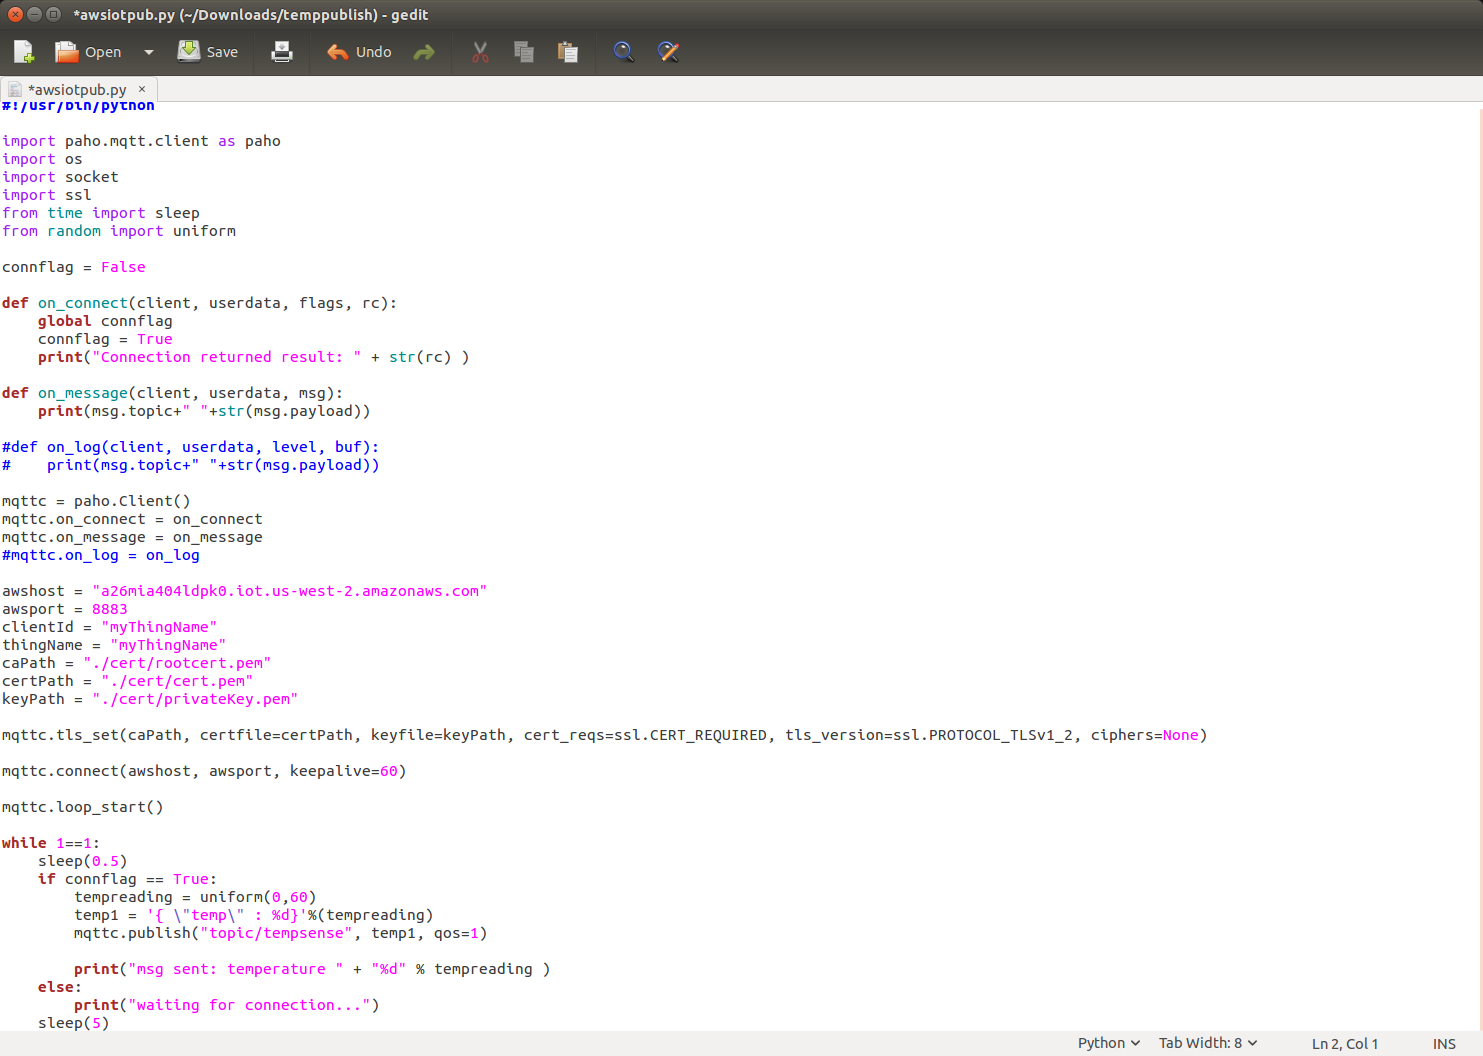 *awsiotpub.py (~/Downloads/temppublish) - gedit
Open Save Undo
*awsiotpub.py ×
#!/usr/bin/python
import paho.mqtt.client as paho
import os
import socket
import ssl
from time import sleep
from random import uniform
connflag = False
def on_connect(client, userdata, flags, rc):
    global connflag
    connflag = True
    print("Connection returned result: " + str(rc) )
def on_message(client, userdata, msg):
    print(msg.topic+" "+str(msg.payload))
#def on_log(client, userdata, level, buf):
#    print(msg.topic+" "+str(msg.payload))
mqttc = paho.Client()
mqttc.on_connect = on_connect
mqttc.on_message = on_message
#mqttc.on_log = on_log
awshost = "a26mia404ldpk0.iot.us-west-2.amazonaws.com"
awsport = 8883
clientId = "myThingName"
thingName = "myThingName"
caPath = "./cert/rootcert.pem"
certPath = "./cert/cert.pem"
keyPath = "./cert/privateKey.pem"
mqttc.tls_set(caPath, certfile=certPath, keyfile=keyPath, cert_reqs=ssl.CERT_REQUIRED, tls_version=ssl.PROTOCOL_TLSv1_2, ciphers=None)
mqttc.connect(awshost, awsport, keepalive=60)
mqttc.loop_start()
while 1==1:
    sleep(0.5)
    if connflag == True:
        tempreading = uniform(0,60)
        temp1 = '{ \"temp\" : %d}'%(tempreading)
        mqttc.publish("topic/tempsense", temp1, qos=1)
        print("msg sent: temperature " + "%d" % tempreading )
    else:
        print("waiting for connection...")
    sleep(5)
Python Tab Width: 8 Ln 2, Col 1 INS